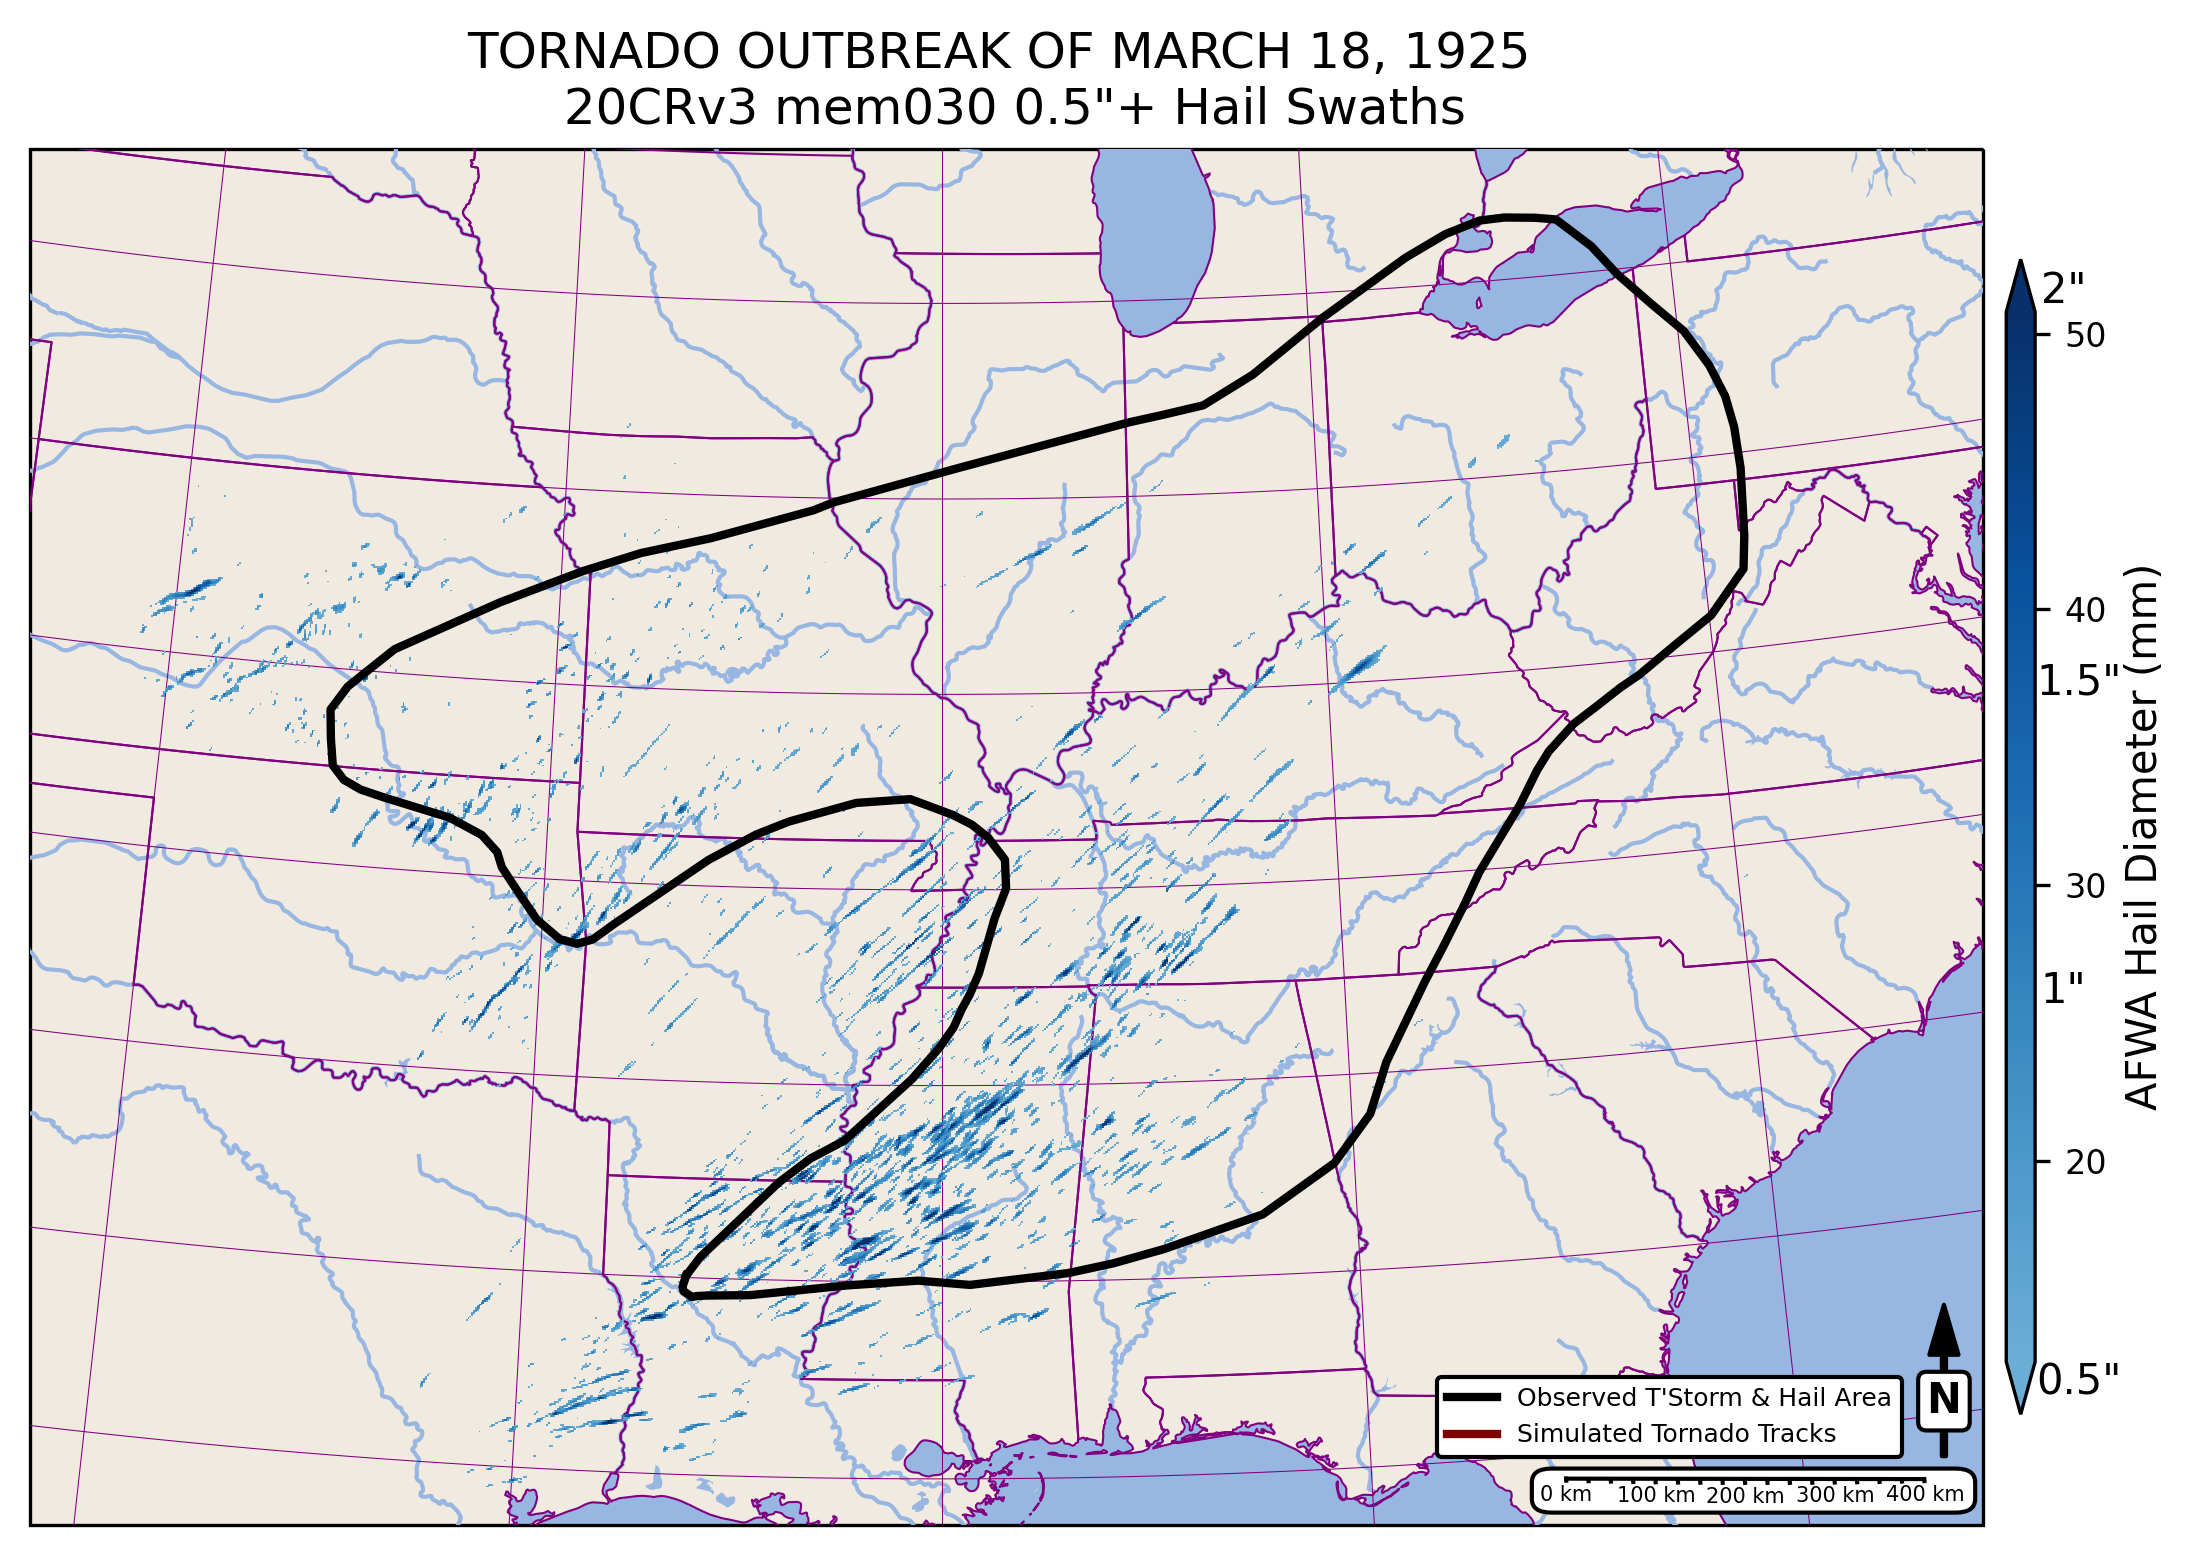 TORNADO OUTBREAK OF MARCH 18, 1925
20CRv3 mem030 0.5"+ Hail Swaths
2"
50
40
1.5"
30
1"
20
0.5"
AFWA Hail Diameter (mm)
Observed T'Storm & Hail Area
Simulated Tornado Tracks
N
0 km 100 km 200 km 300 km 400 km